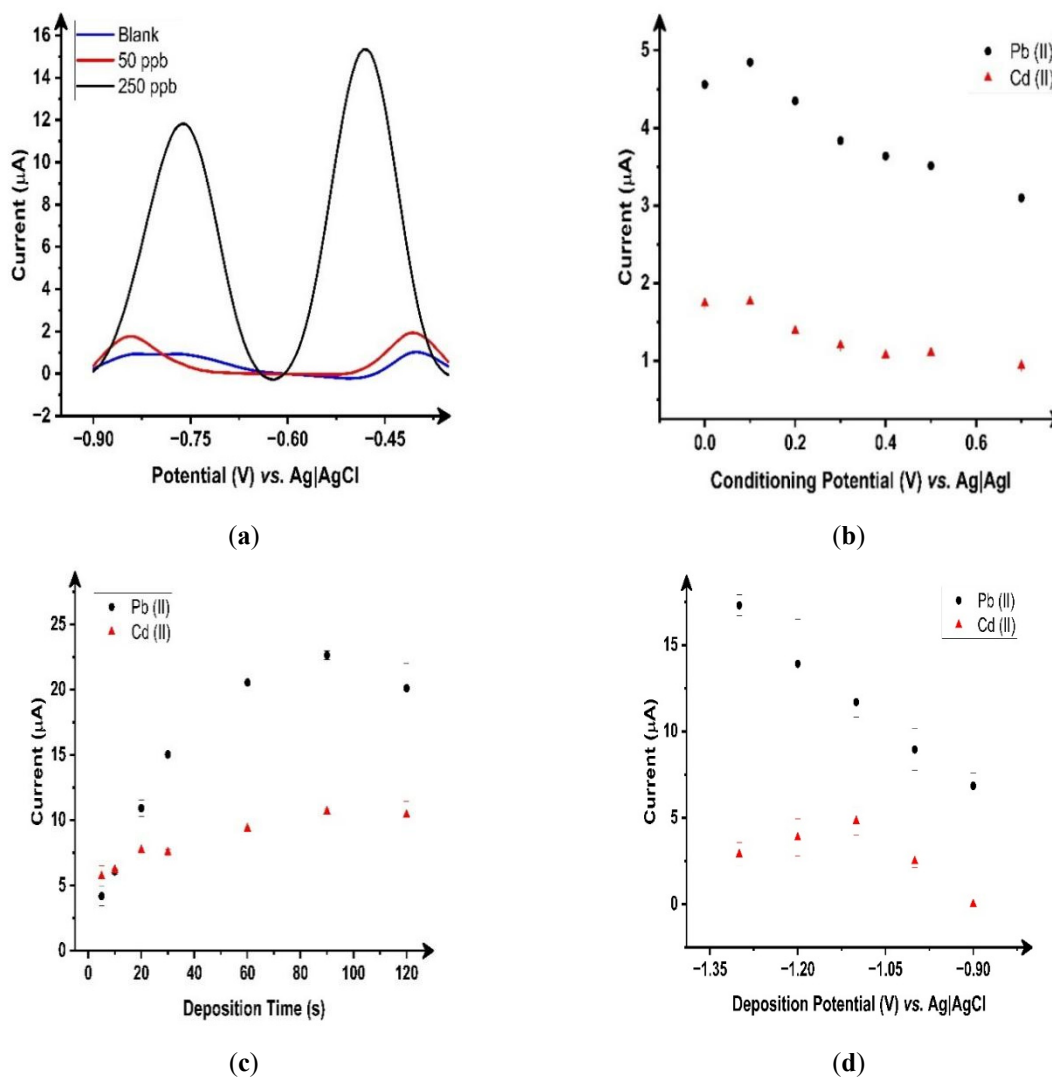 16
14
12
10
8
6
4
2
0
−2
Current (µA)
Blank
50 ppb
250 ppb
−0.90
−0.75
−0.60
−0.45
Potential (V) vs. Ag|AgCl
(a)
5
4
3
2
1
Current (µA)
Pb (II)
Cd (II)
0.0
0.2
0.4
0.6
Conditioning Potential (V) vs. Ag|AgI
(b)
25
20
15
10
5
0
Current (µA)
Pb (II)
Cd (II)
0
20
40
60
80
100
120
Deposition Time (s)
(c)
15
10
5
0
Current (µA)
Pb (II)
Cd (II)
−1.35
−1.20
−1.05
−0.90
Deposition Potential (V) vs. Ag|AgCl
(d)